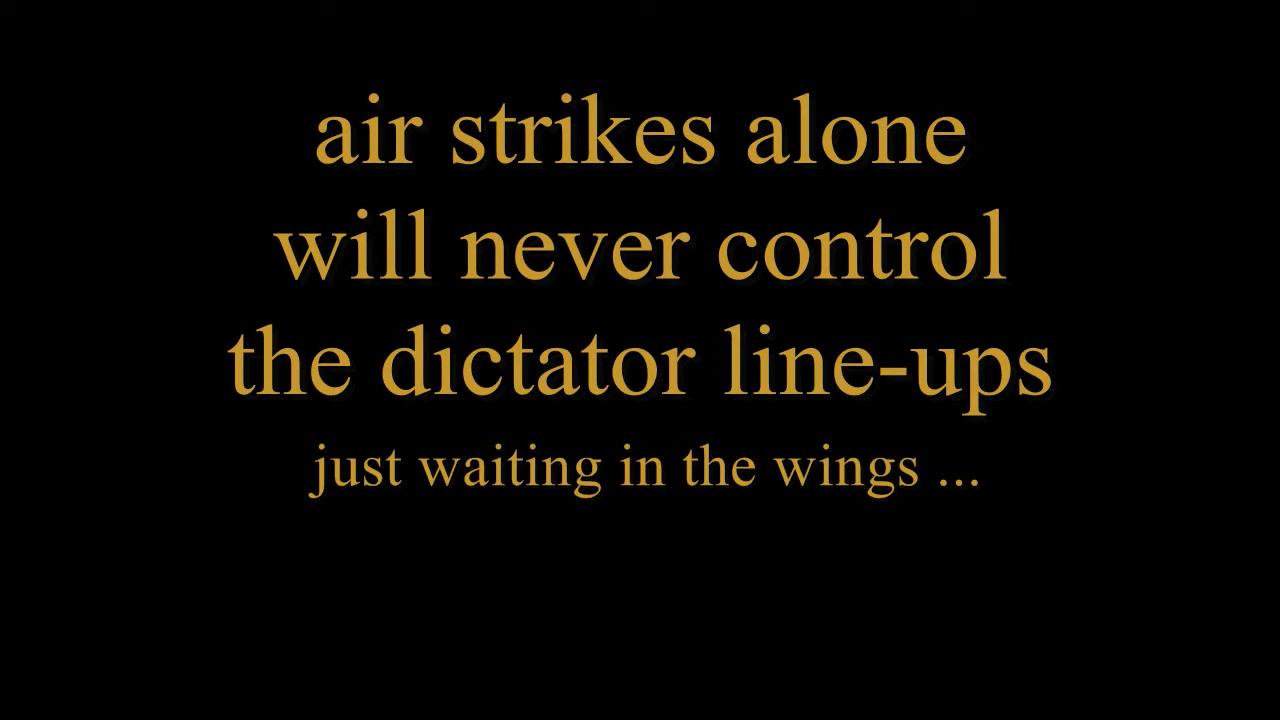 air strikes alone
will never control
the dictator line-ups
just waiting in the wings ...